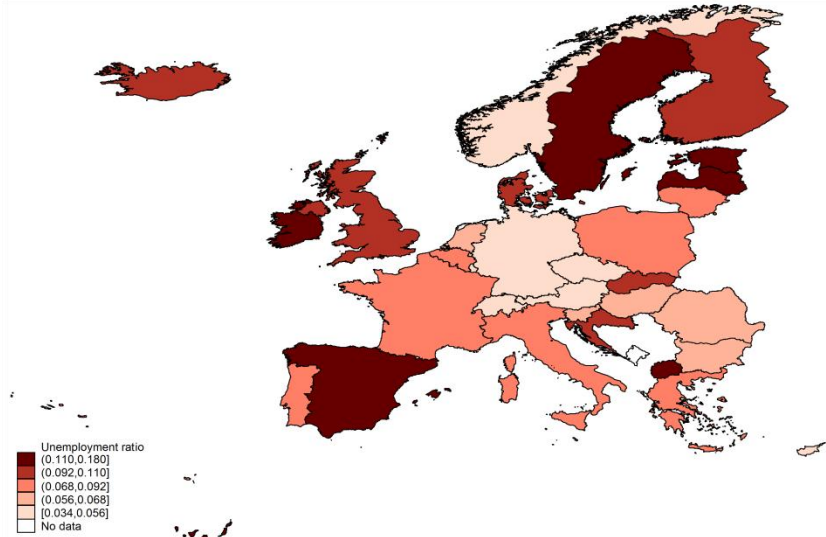 Unemployment ratio
(0.110,0.180]
(0.092,0.110]
(0.068,0.092]
(0.056,0.068]
[0.034,0.056]
No data